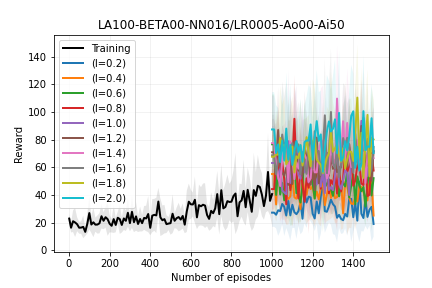 LA100-BETA00-NN016/LR0005-Ao00-Ai50
Reward
140
120
100
80
60
40
20
0
Training
(l=0.2)
(l=0.4)
(l=0.6)
(l=0.8)
(l=1.0)
(l=1.2)
(l=1.4)
(l=1.6)
(l=1.8)
(l=2.0)
0 200 400 600 800 1000 1200 1400
Number of episodes